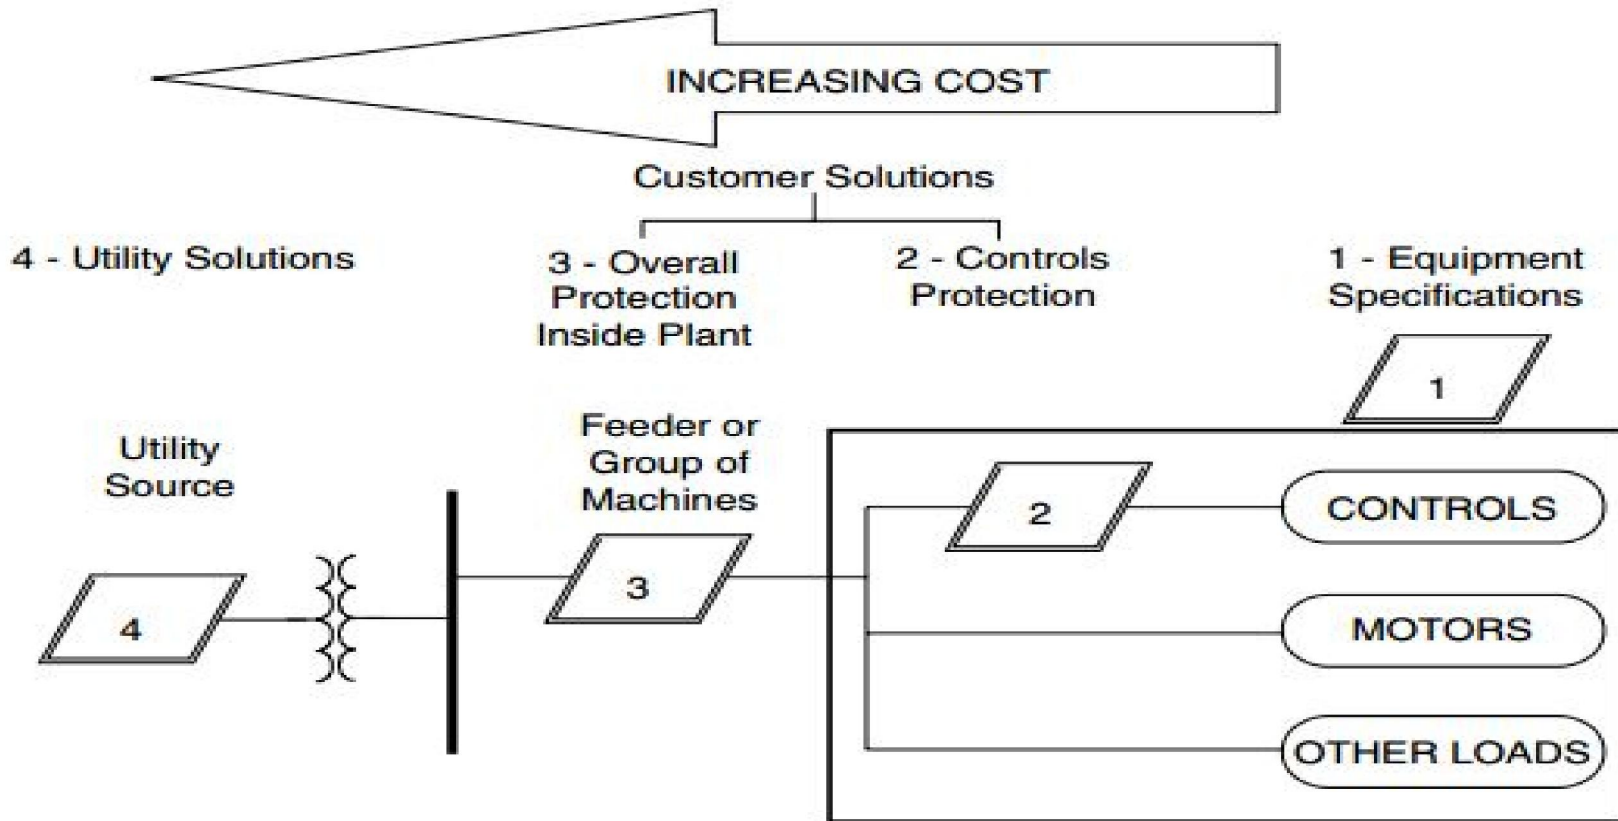 INCREASING COST
Customer Solutions
4 - Utility Solutions
3 - Overall
Protection
Inside Plant
2 - Controls
Protection
1 - Equipment
Specifications
1
Utility
Source
Feeder or
Group of
Machines
4
3
2
CONTROLS
MOTORS
OTHER LOADS